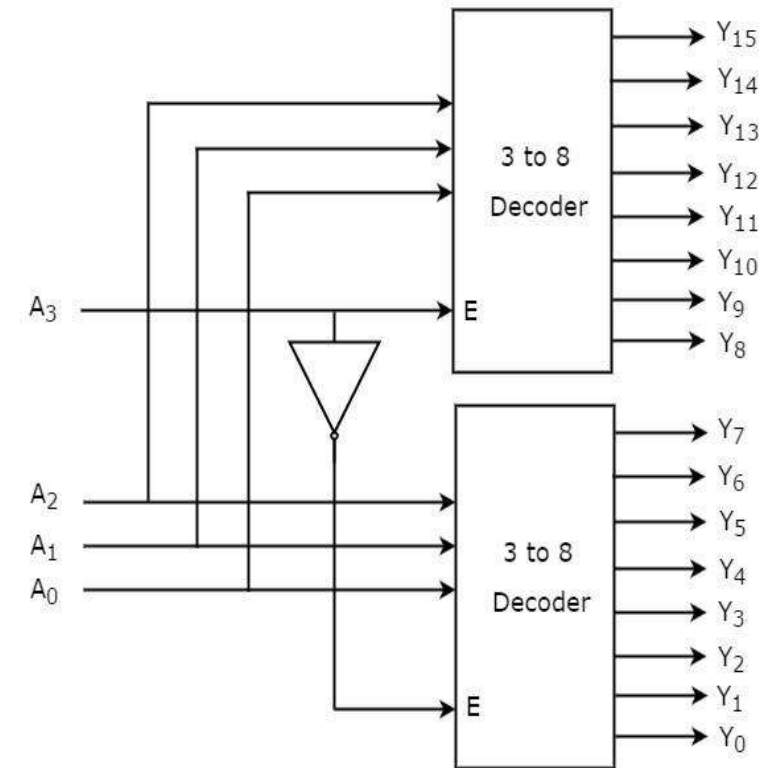 Y15
Y14
Y13
3 to 8
Y12
Decoder
Y11
Y10
A3
E
Y9
Y8
Y7
A2
Y6
A1
Y5
3 to 8
A0
Y4
Decoder
Y3
Y2
E
Y1
Y0